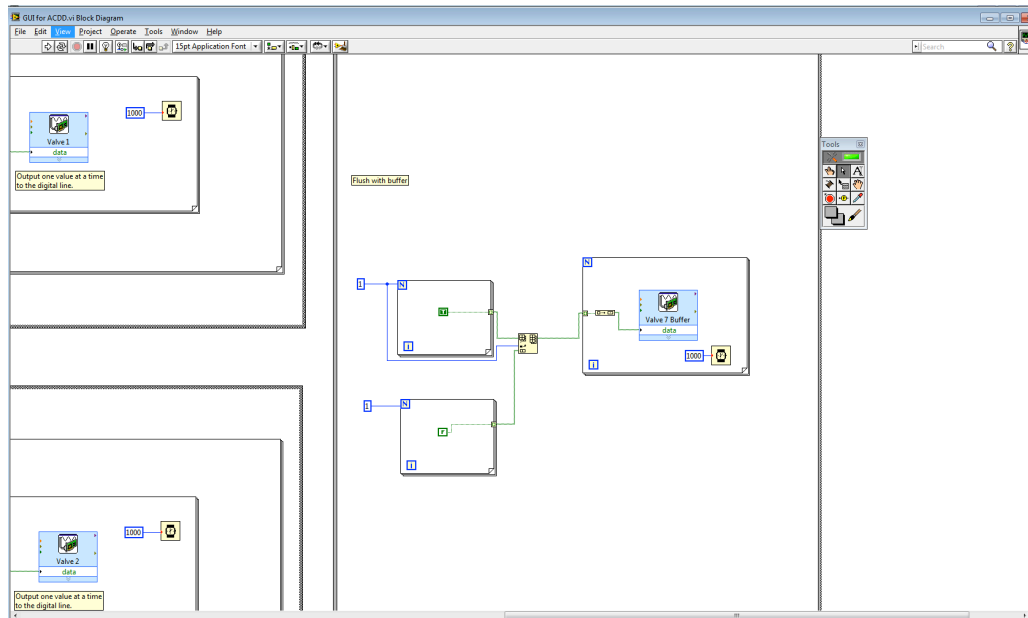 GUI for ACDD.vi Block Diagram
File Edit View Project Operate Tools Window Help
15pt Application Font
Search
1000
Valve 1
data
Output one value at a time
to the digital line.
Flush with buffer
Tools
1
N
i
1
N
F
i
N
Valve 7 Buffer
data
1000
i
1000
Valve 2
data
Output one value at a time
to the digital line.